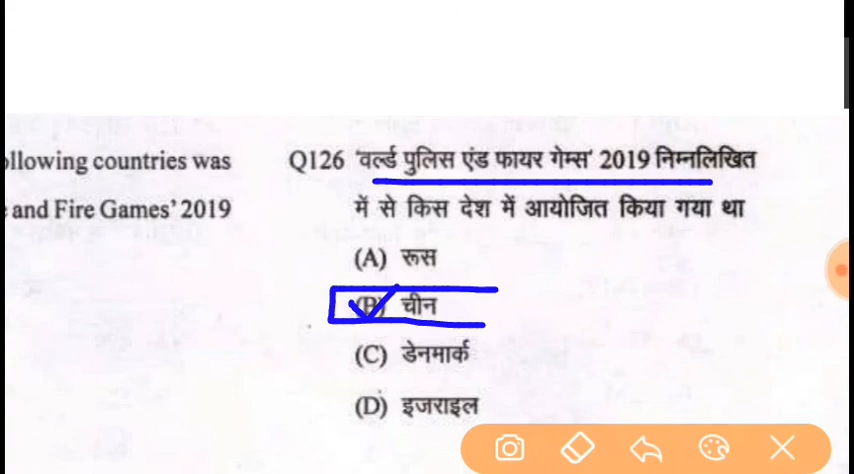 ollowing countries was
and Fire Games’ 2019
Q126 ‘वर्ल्ड पुलिस एंड फायर गेम्स’ 2019 निम्नलिखित
में से किस देश में आयोजित किया गया था
(A) रूस
(B) चीन
(C) डेनमार्क
(D) इजराइल